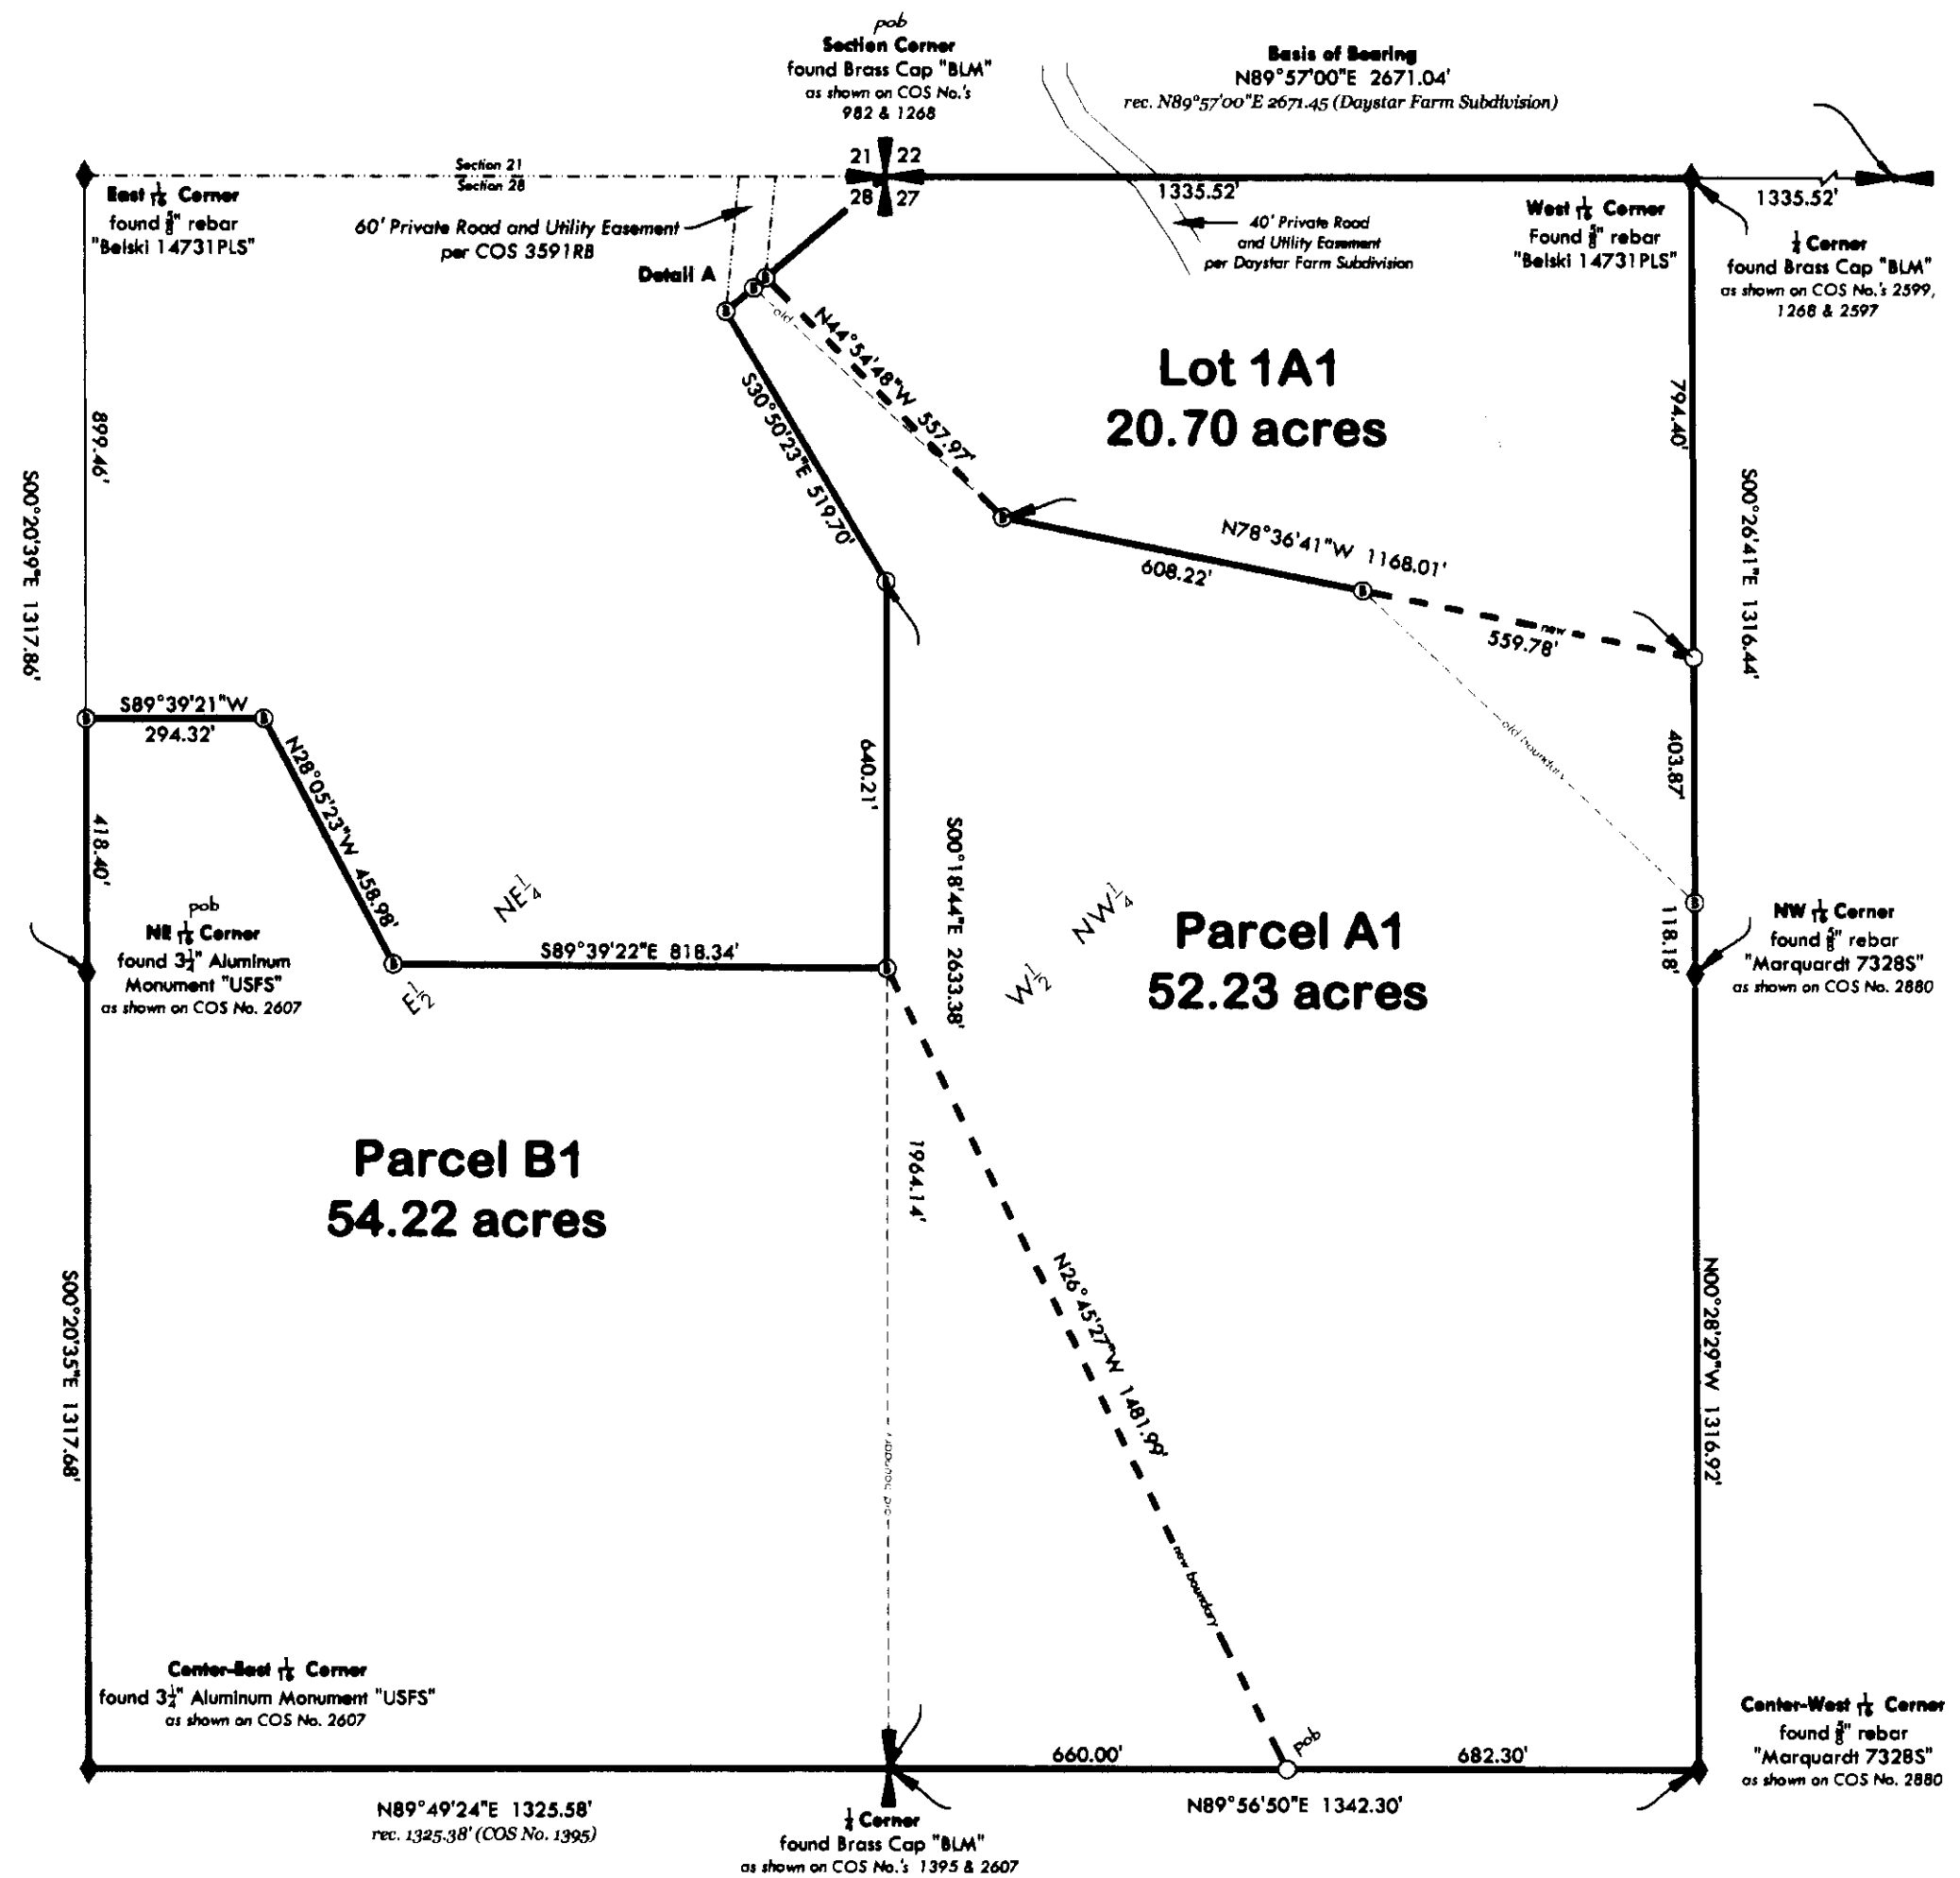 pob
Section Corner
found Brass Cap "BLM"
as shown on COS No.'s
982 & 1268
Basis of Bearing
N89°57'00"E 2671.04'
rec. N89°57'00"E 2671.45 (Daystar Farm Subdivision)
Section 21
Section 28
21 22
28 27
1335.52'
1335.52'
East 1/16 Corner
found 5/8" rebar
"Belski 14731PLS"
60' Private Road and Utility Easement
per COS 3591RB
Detail A
40' Private Road
and Utility Easement
per Daystar Farm Subdivision
West 1/16 Corner
Found 5/8" rebar
"Belski 14731PLS"
1/4 Corner
found Brass Cap "BLM"
as shown on COS No.'s 2599,
1268 & 2597
old
N44°54'48"W 557.97'
S30°50'23"E 519.70'
Lot 1A1
20.70 acres
794.40'
S00°26'41"E 1316.44'
899.46'
S00°20'39"E 1317.86'
N78°36'41"W 1168.01'
608.22'
new
559.78'
S89°39'21"W
294.32'
N28°05'23"W 458.98'
640.21'
old boundary
403.87'
418.40'
pob
NE 1/16 Corner
found 3 1/4" Aluminum
Monument "USFS"
as shown on COS No. 2607
NE 1/4
E 1/2
S89°39'22"E 818.34'
S00°18'44"E 2633.38'
NW 1/4
W 1/2
Parcel A1
52.23 acres
118.18'
NW 1/16 Corner
found 5/8" rebar
"Marquardt 7328S"
as shown on COS No. 2880
Parcel B1
54.22 acres
1964.14'
N26°45'27"W 1481.99'
S00°20'35"E 1317.68'
N00°28'29"W 1316.92'
old boundary
new boundary
Center-East 1/16 Corner
found 3 1/4" Aluminum Monument "USFS"
as shown on COS No. 2607
Center-West 1/16 Corner
found 5/8" rebar
"Marquardt 7328S"
as shown on COS No. 2880
pob
660.00'
682.30'
N89°49'24"E 1325.58'
rec. 1325.38' (COS No. 1395)
N89°56'50"E 1342.30'
1/4 Corner
found Brass Cap "BLM"
as shown on COS No.'s 1395 & 2607